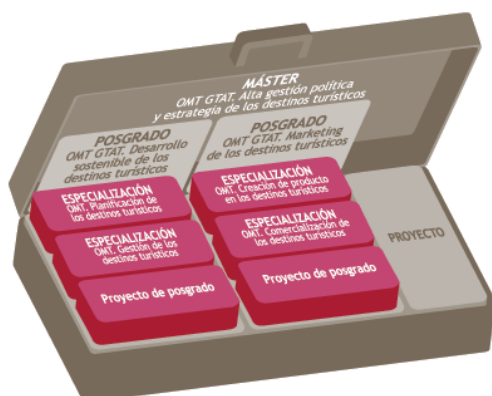 MÁSTER
OMT GTAT. Alta gestión política
y estrategia de los destinos turísticos
POSGRADO
OMT GTAT. Desarrollo
sostenible de los
destinos turísticos
POSGRADO
OMT GTAT. Marketing
de los destinos turísticos
ESPECIALIZACIÓN
OMT. Planificación de
los destinos turísticos
ESPECIALIZACIÓN
OMT. Gestión de los
destinos turísticos
Proyecto de posgrado
ESPECIALIZACIÓN
OMT. Creación de producto
en los destinos turísticos
ESPECIALIZACIÓN
OMT. Comercialización de
los destinos turísticos
Proyecto de posgrado
PROYECTO